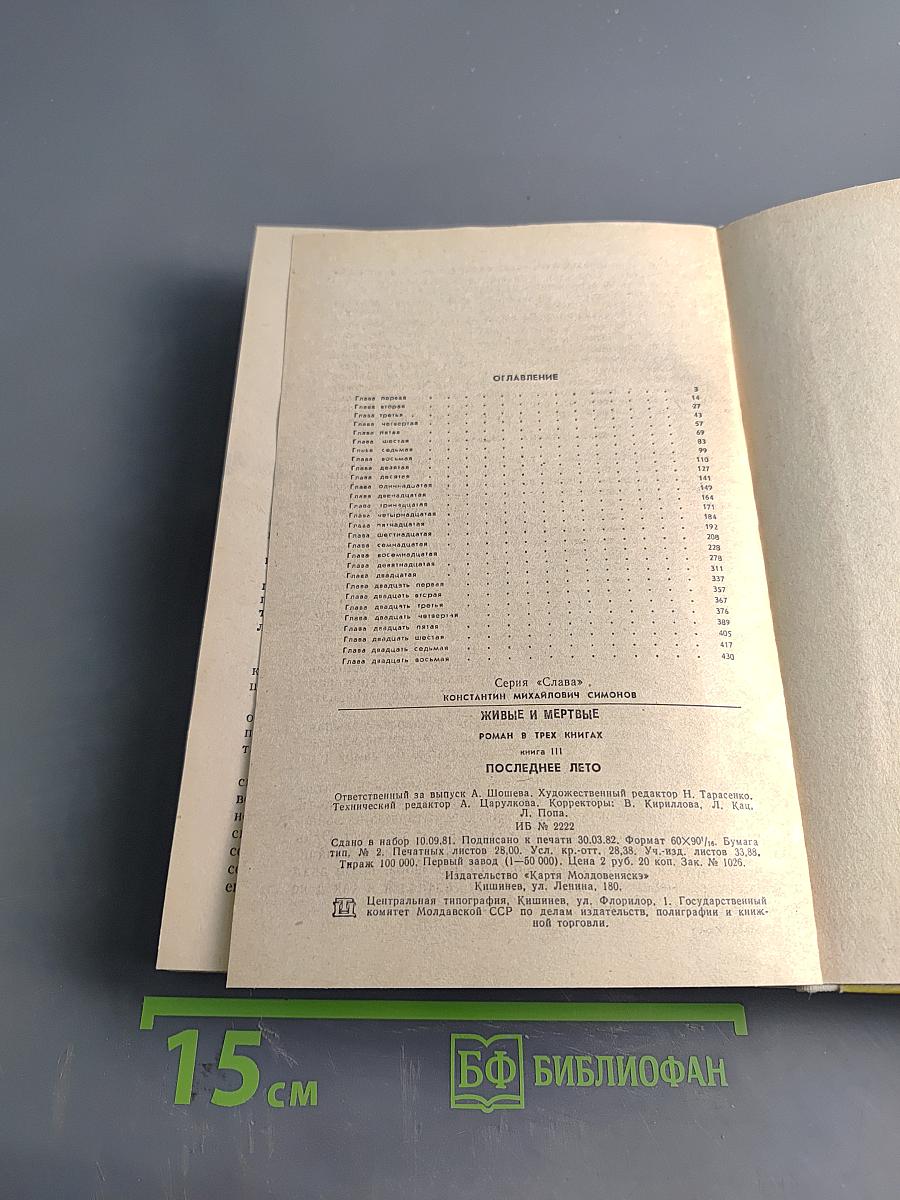 ОГЛАВЛЕНИЕ
Глава первая 3
Глава вторая 14
Глава третья 27
Глава четвертая 43
Глава пятая 57
Глава шестая 69
Глава седьмая 83
Глава восьмая 99
Глава девятая 110
Глава десятая 127
Глава одиннадцатая 141
Глава двенадцатая 149
Глава тринадцатая 164
Глава четырнадцатая 171
Глава пятнадцатая 184
Глава шестнадцатая 192
Глава семнадцатая 208
Глава восемнадцатая 228
Глава девятнадцатая 278
Глава двадцатая 311
Глава двадцать первая 337
Глава двадцать вторая 357
Глава двадцать третья 367
Глава двадцать четвертая 376
Глава двадцать пятая 389
Глава двадцать шестая 405
Глава двадцать седьмая 417
Глава двадцать восьмая 430
Серия «Слава»
КОНСТАНТИН МИХАЙЛОВИЧ СИМОНОВ
ЖИВЫЕ И МЕРТВЫЕ
РОМАН В ТРЕХ КНИГАХ
книга III
ПОСЛЕДНЕЕ ЛЕТО
Ответственный за выпуск А. Шошева. Художественный редактор Н. Тарасенко.
Технический редактор А. Царулкова. Корректоры: В. Кириллова, Л. Кац,
Л. Попа.
ИБ № 2222
Сдано в набор 10.09.81. Подписано к печати 30.03.82. Формат 60×90¹/₁₆. Бумага
тип. № 2. Печатных листов 28,00. Усл. кр.-отт. 28,38. Уч.-изд. листов 33,88.
Тираж 100 000. Первый завод (1—50 000). Цена 2 руб. 20 коп. Зак. № 1026.
Издательство «Картя Молдовеняскэ»
Кишинев, ул. Ленина, 180.
Центральная типография, Кишинев, ул. Флорилор, 1. Государственный
комитет Молдавской ССР по делам издательств, полиграфии и книж-
ной торговли.
15 см
БФ БИБЛИОФАН